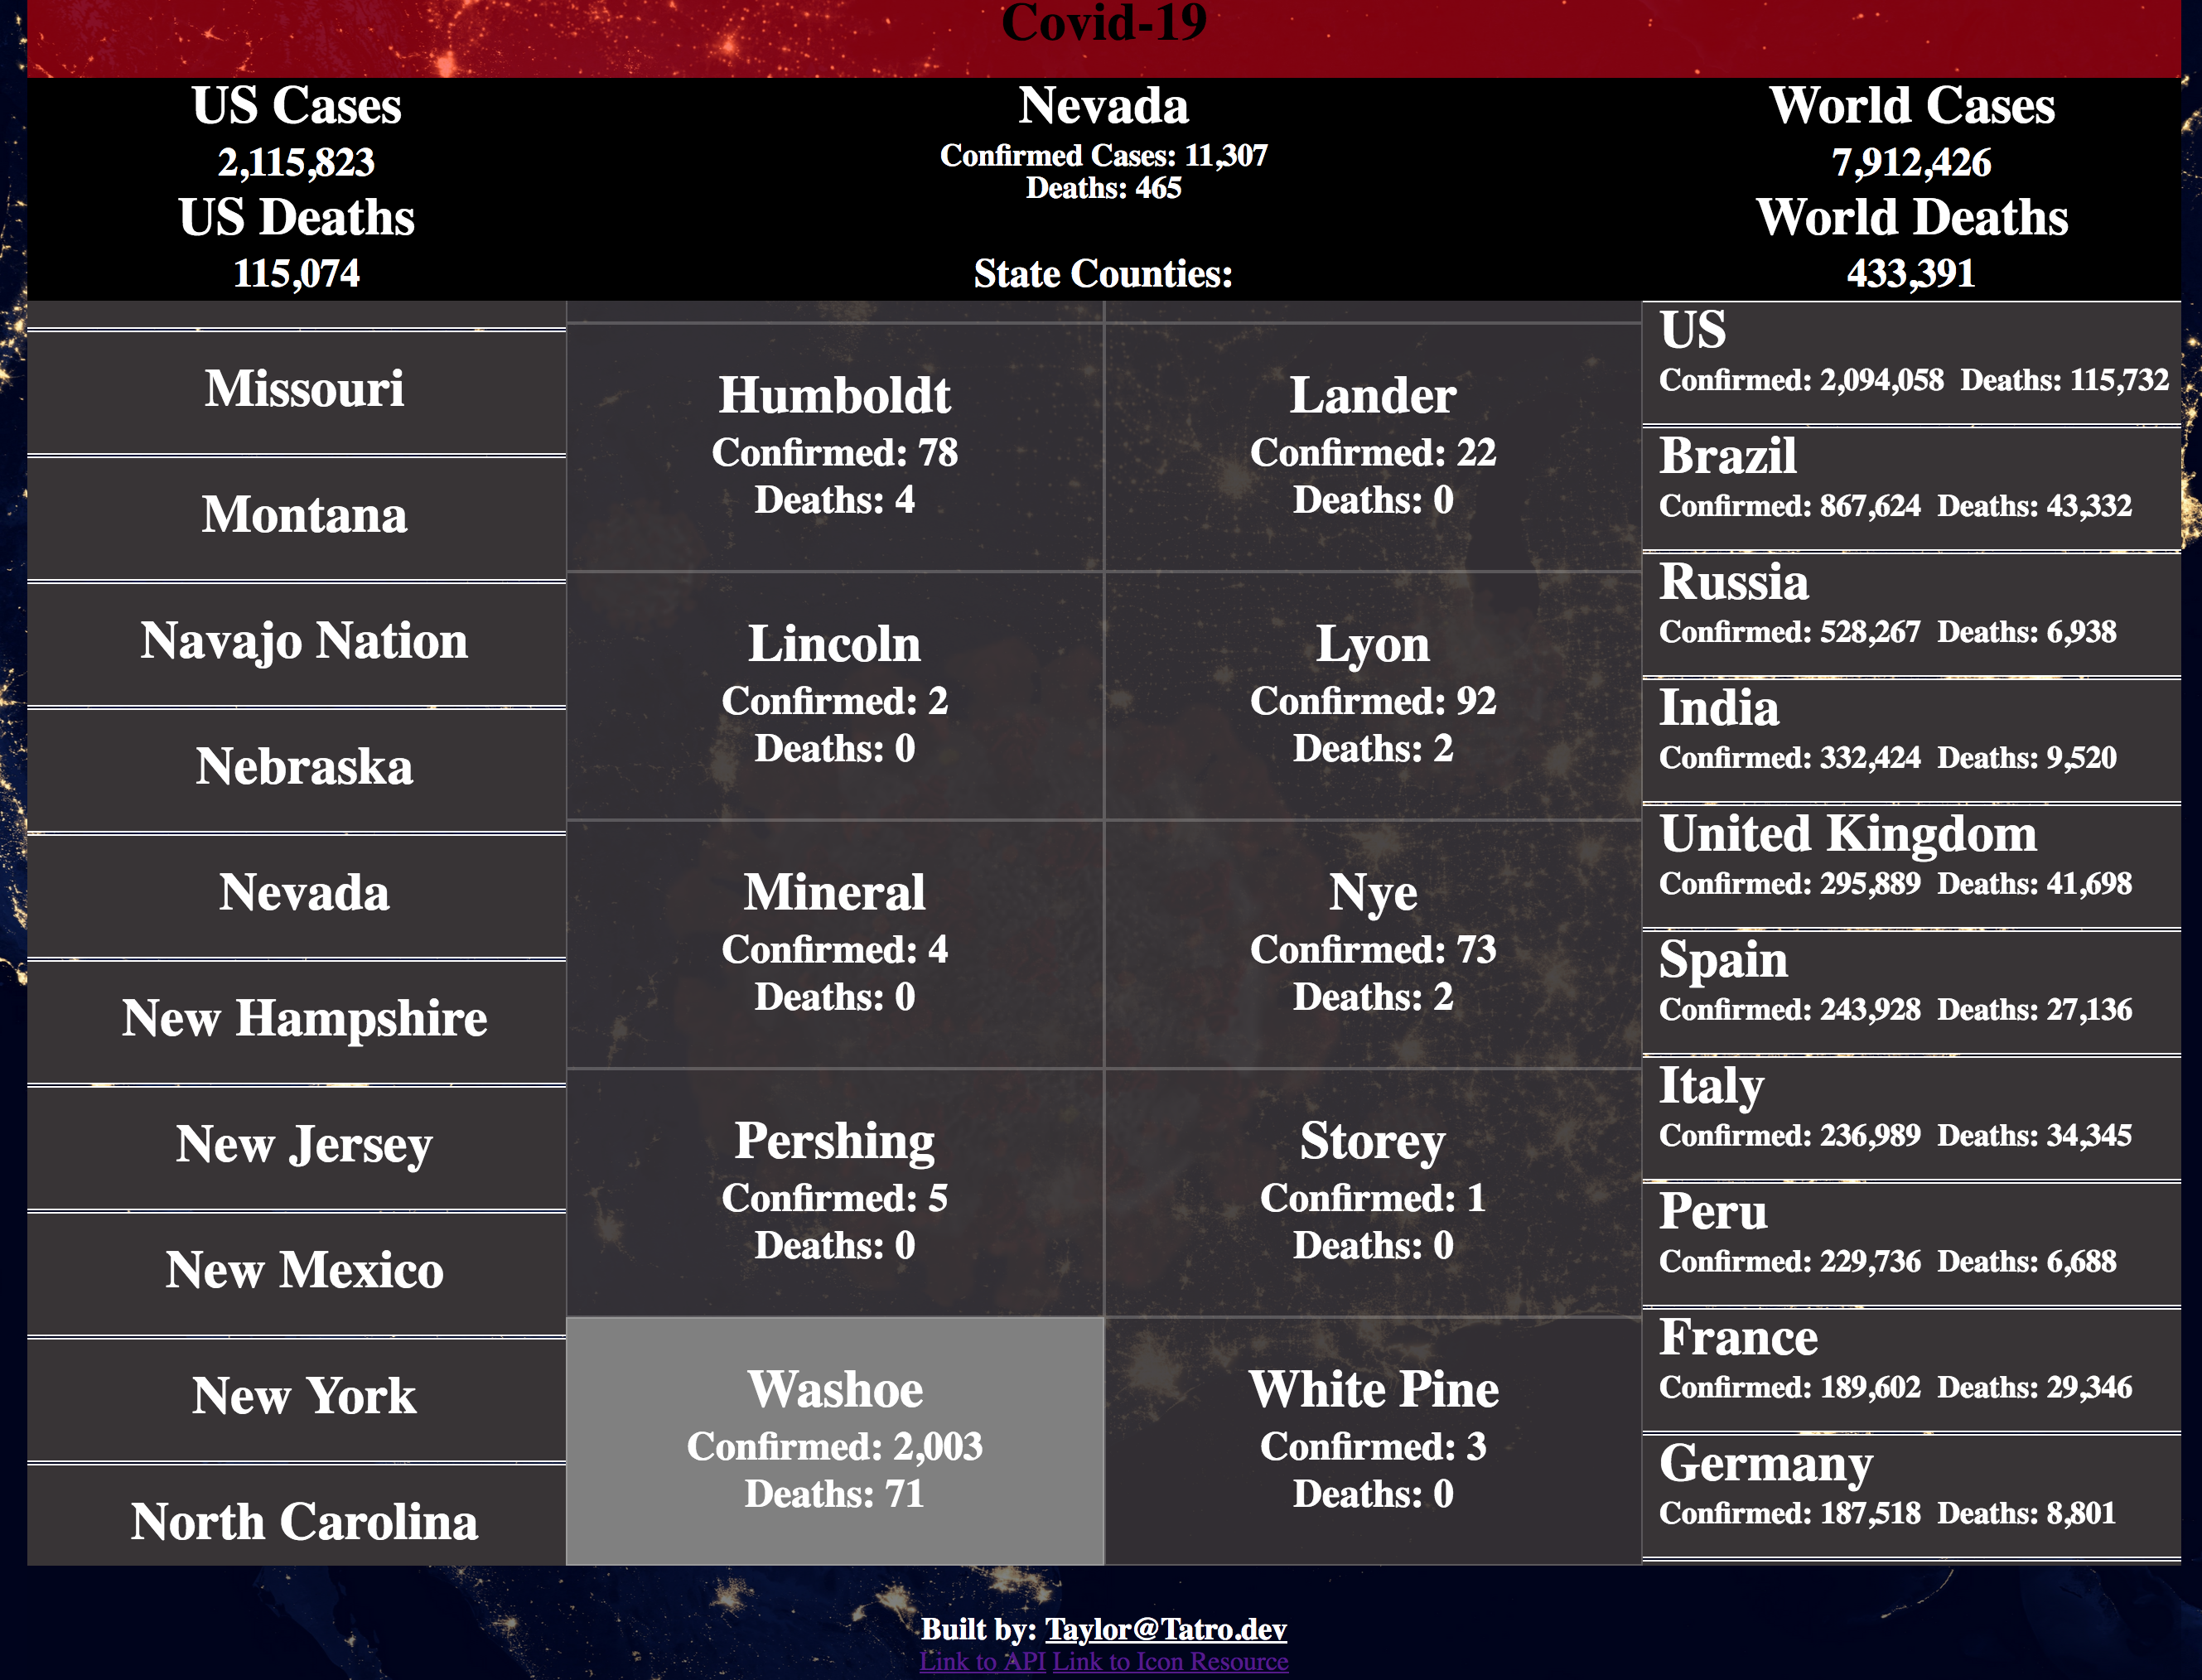 Covid-19
US Cases
2,115,823
US Deaths
115,074
Nevada
Confirmed Cases: 11,307
Deaths: 465
State Counties:
World Cases
7,912,426
World Deaths
433,391
Missouri
Montana
Navajo Nation
Nebraska
Nevada
New Hampshire
New Jersey
New Mexico
New York
North Carolina
Humboldt
Confirmed: 78
Deaths: 4
Lander
Confirmed: 22
Deaths: 0
Lincoln
Confirmed: 2
Deaths: 0
Lyon
Confirmed: 92
Deaths: 2
Mineral
Confirmed: 4
Deaths: 0
Nye
Confirmed: 73
Deaths: 2
Pershing
Confirmed: 5
Deaths: 0
Storey
Confirmed: 1
Deaths: 0
Washoe
Confirmed: 2,003
Deaths: 71
White Pine
Confirmed: 3
Deaths: 0
US
Confirmed: 2,094,058 Deaths: 115,732
Brazil
Confirmed: 867,624 Deaths: 43,332
Russia
Confirmed: 528,267 Deaths: 6,938
India
Confirmed: 332,424 Deaths: 9,520
United Kingdom
Confirmed: 295,889 Deaths: 41,698
Spain
Confirmed: 243,928 Deaths: 27,136
Italy
Confirmed: 236,989 Deaths: 34,345
Peru
Confirmed: 229,736 Deaths: 6,688
France
Confirmed: 189,602 Deaths: 29,346
Germany
Confirmed: 187,518 Deaths: 8,801
Built by: Taylor@Tatro.dev
Link to API Link to Icon Resource